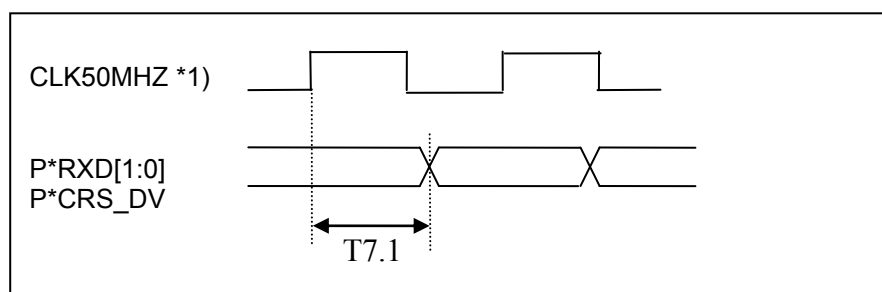 CLK50MHZ *1)
P*RXD[1:0]
P*CRS_DV
T7.1